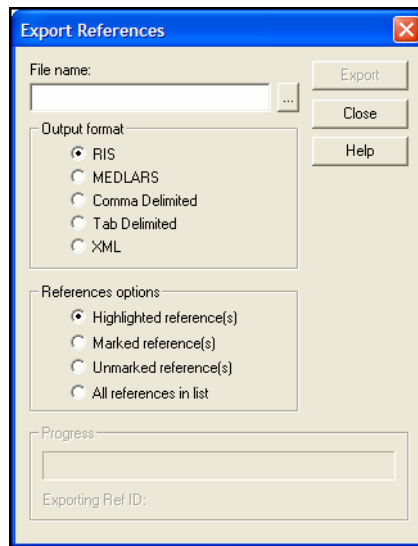 Export References
File name:
...
Export
Close
Help
Output format
RIS
MEDLARS
Comma Delimited
Tab Delimited
XML
References options
Highlighted reference(s)
Marked reference(s)
Unmarked reference(s)
All references in list
Progress
Exporting Ref ID: